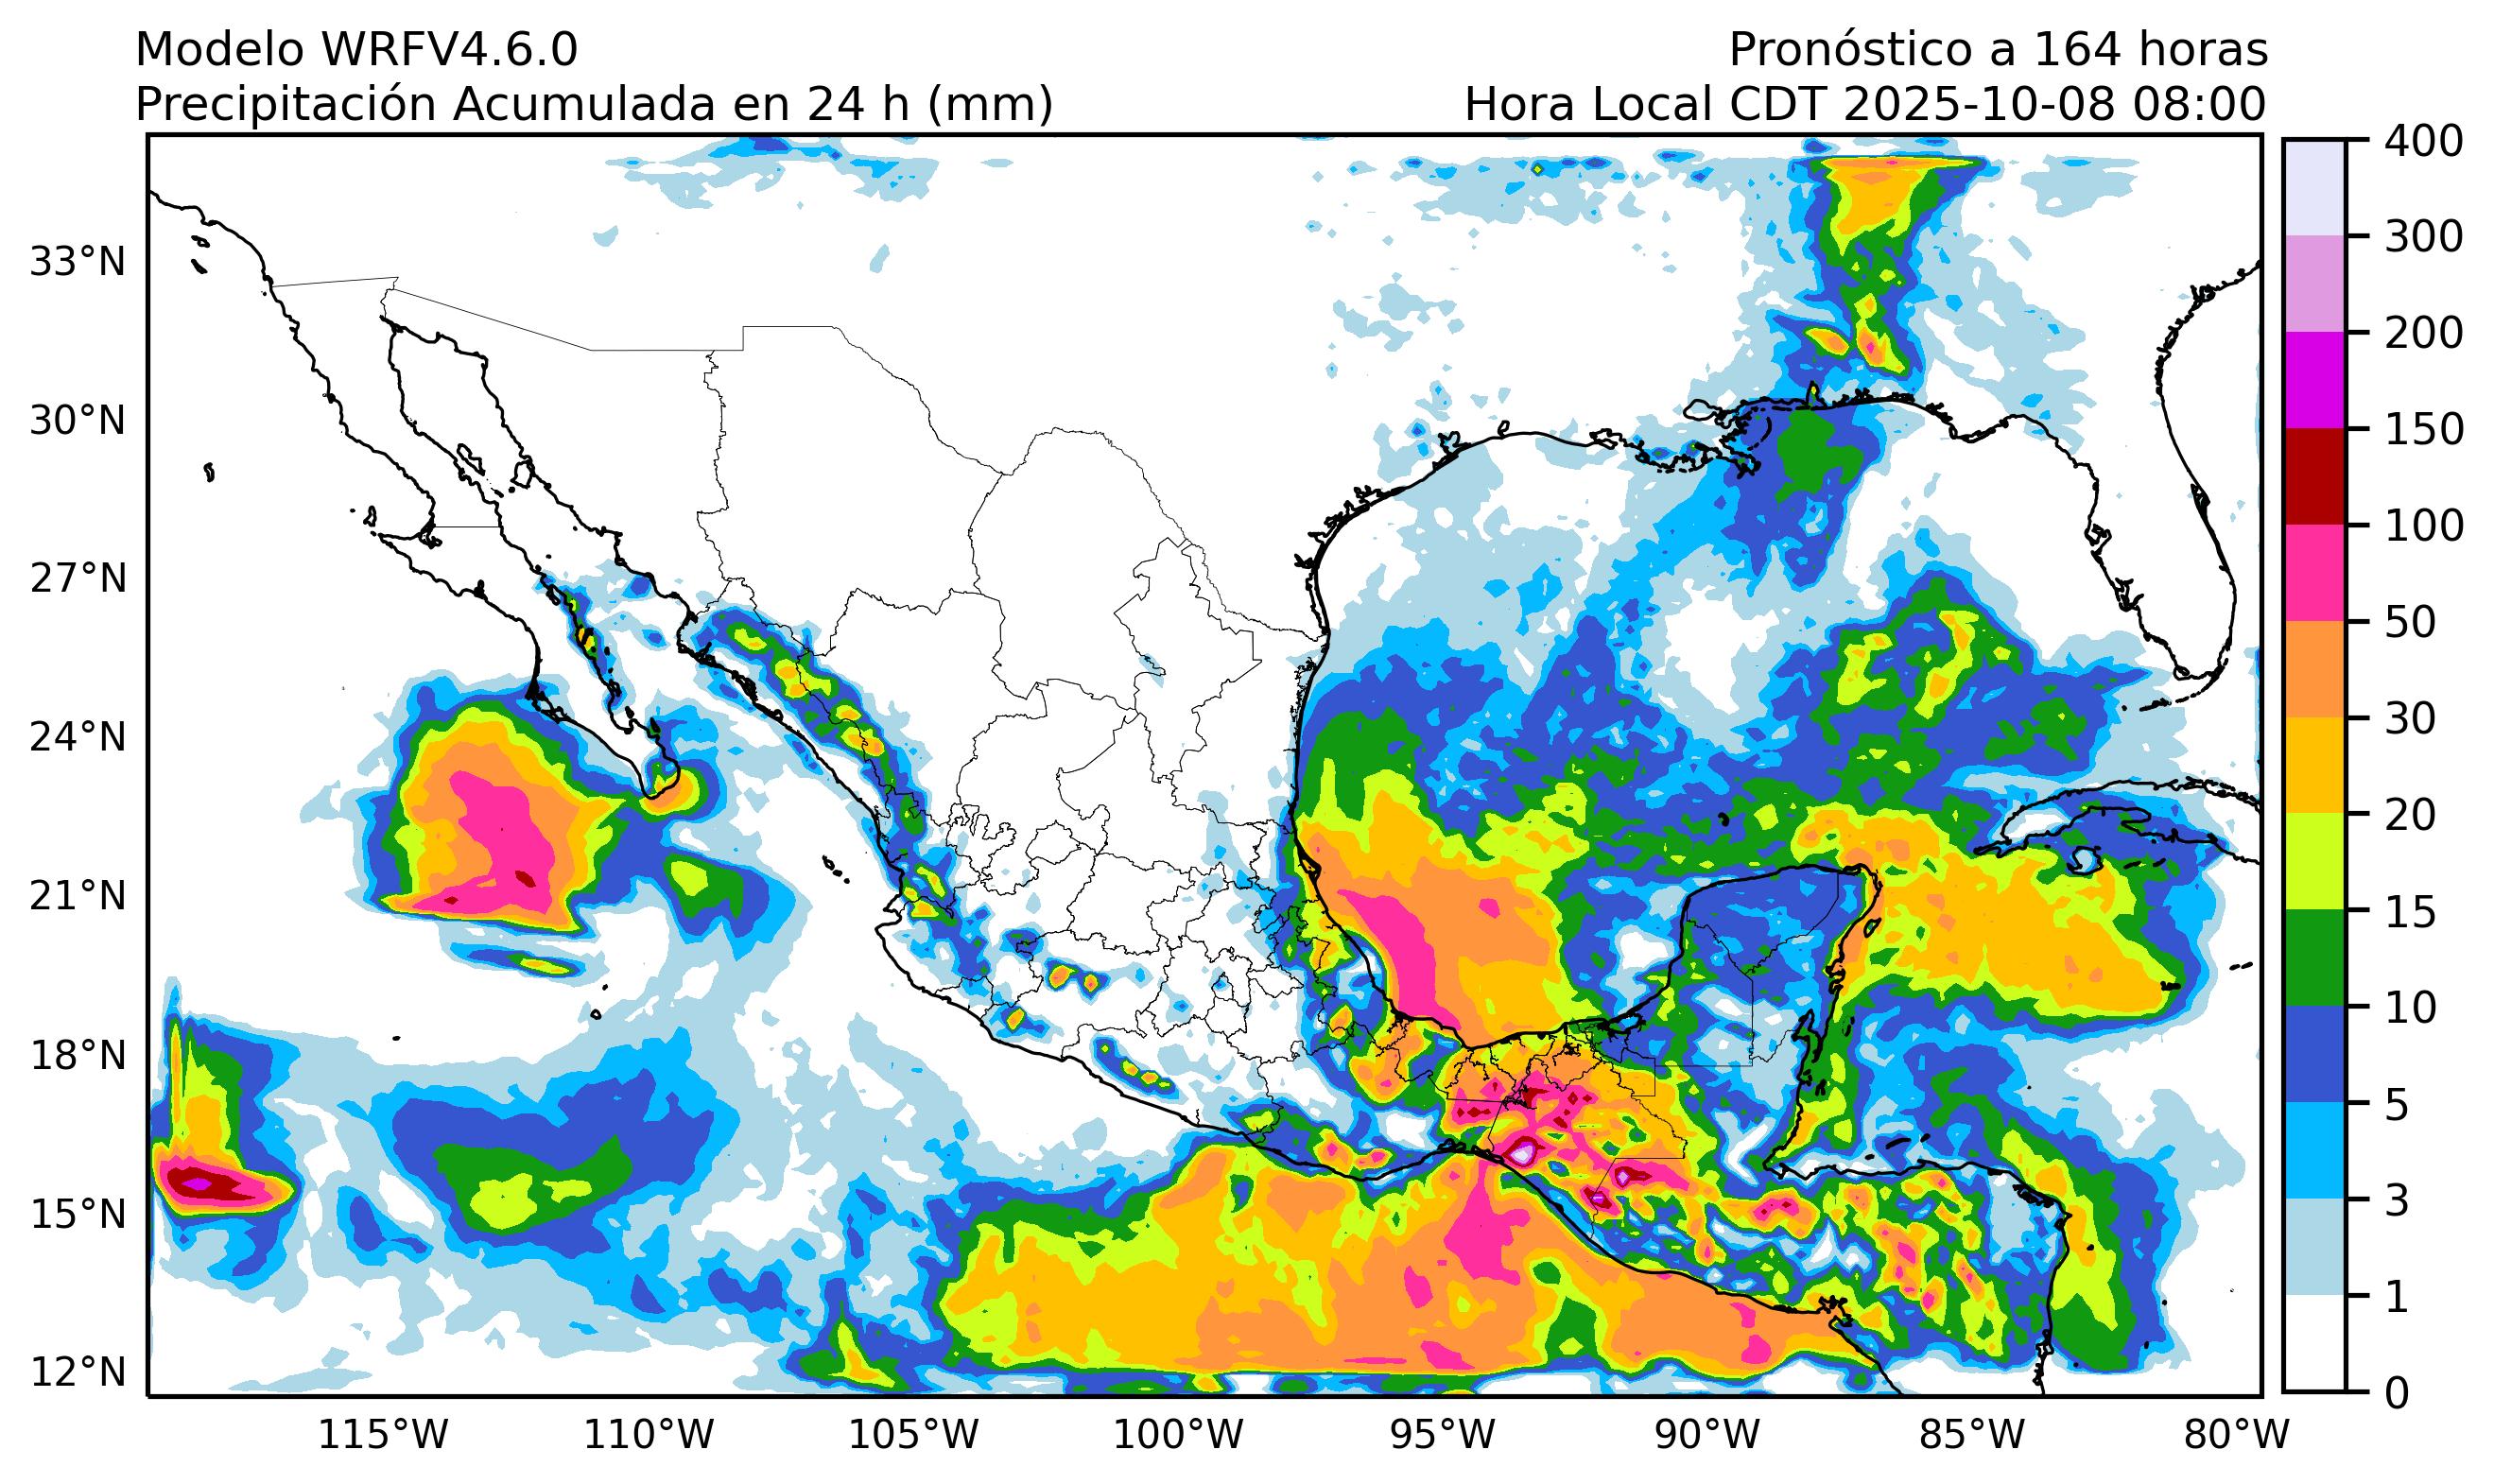 Modelo WRFV4.6.0
Pronóstico a 164 horas
Precipitación Acumulada en 24 h (mm)
Hora Local CDT 2025-10-08 08:00
33°N
30°N
27°N
24°N
21°N
18°N
15°N
12°N
115°W
110°W
105°W
100°W
95°W
90°W
85°W
80°W
400
300
200
150
100
50
30
20
15
10
5
3
1
0